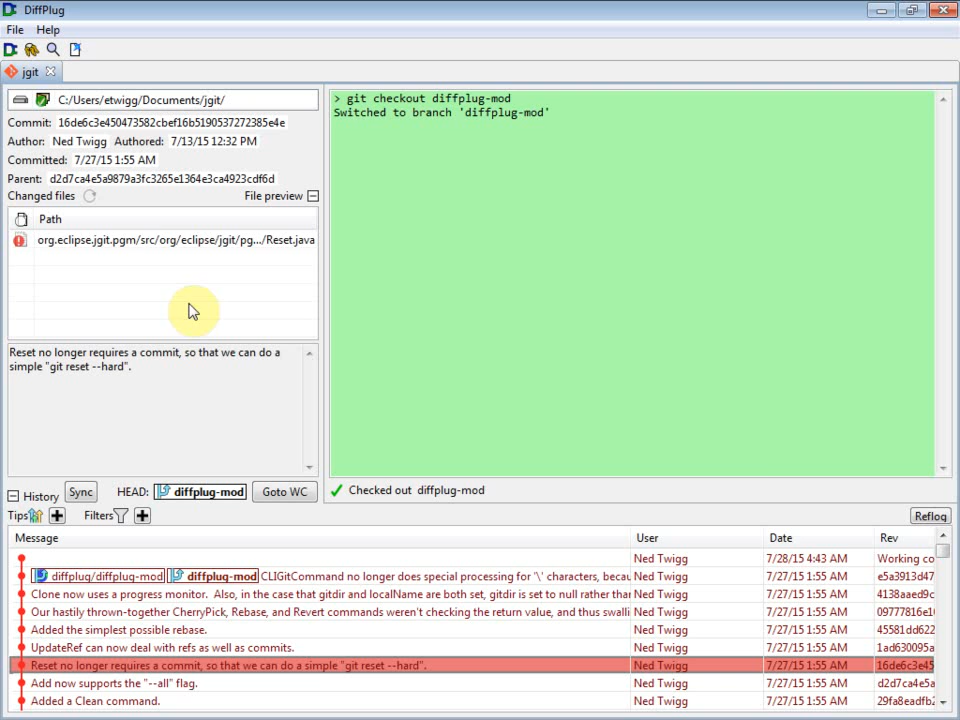 DiffPlug
File Help
jgit
C:/Users/etwigg/Documents/jgit/
Commit: 16de6c3e450473582cbef16b5190537272385e4e
Author: Ned Twigg Authored: 7/13/15 12:32 PM
Committed: 7/27/15 1:55 AM
Parent: d2d7ca4e5a9879a3fc3265e1364e3ca4923cdf6d
Changed files File preview
Path
org.eclipse.jgit.pgm/src/org/eclipse/jgit/pg.../Reset.java
Reset no longer requires a commit, so that we can do a
simple "git reset --hard".
> git checkout diffplug-mod
Switched to branch 'diffplug-mod'
History Sync HEAD: diffplug-mod Goto WC
Checked out diffplug-mod
Tips Filters Reflog
Message User Date Rev
Ned Twigg 7/28/15 4:43 AM Working co
diffplug/diffplug-mod diffplug-mod CLIGitCommand no longer does special processing for '\' characters, becau Ned Twigg 7/27/15 1:55 AM e5a3913d47
Clone now uses a progress monitor. Also, in the case that gitdir and localName are both set, gitdir is set to null rather than Ned Twigg 7/27/15 1:55 AM 4138aaed9c
Our hastily thrown-together CherryPick, Rebase, and Revert commands weren't checking the return value, and thus swalli Ned Twigg 7/27/15 1:55 AM 09777816e1
Added the simplest possible rebase. Ned Twigg 7/27/15 1:55 AM 45581dd622
UpdateRef can now deal with refs as well as commits. Ned Twigg 7/27/15 1:55 AM 1ad630095a
Reset no longer requires a commit, so that we can do a simple "git reset --hard". Ned Twigg 7/27/15 1:55 AM 16de6c3e45
Add now supports the "--all" flag. Ned Twigg 7/27/15 1:55 AM d2d7ca4e5a
Added a Clean command. Ned Twigg 7/27/15 1:55 AM 29fa8eadfb